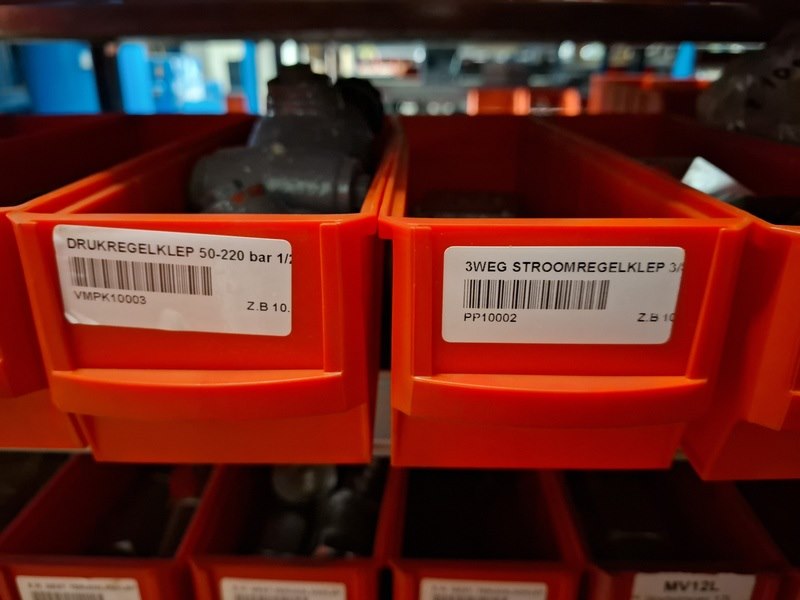 DRUKREGELKLEP 50-220 bar 1/2
VMPK10003
Z.B 10.
3WEG STROOMREGELKLEP 3/
PP10002
Z.B 10
MV12L